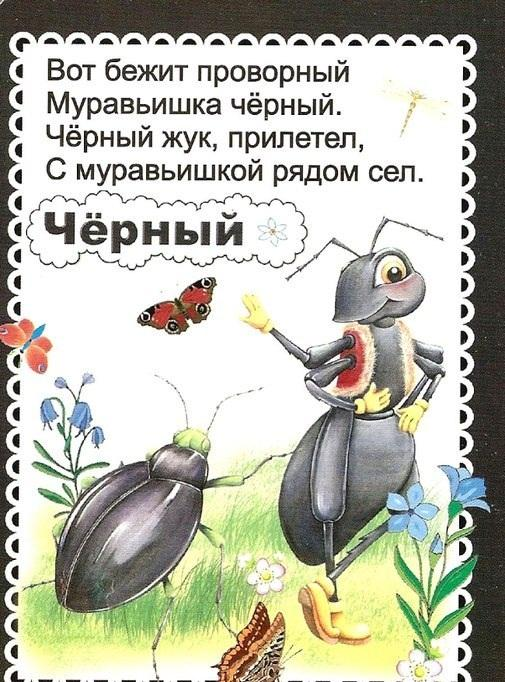 Вот бежит проворный
Муравьишка чёрный.
Чёрный жук, прилетел,
С муравьишкой рядом сел.
Чёрный